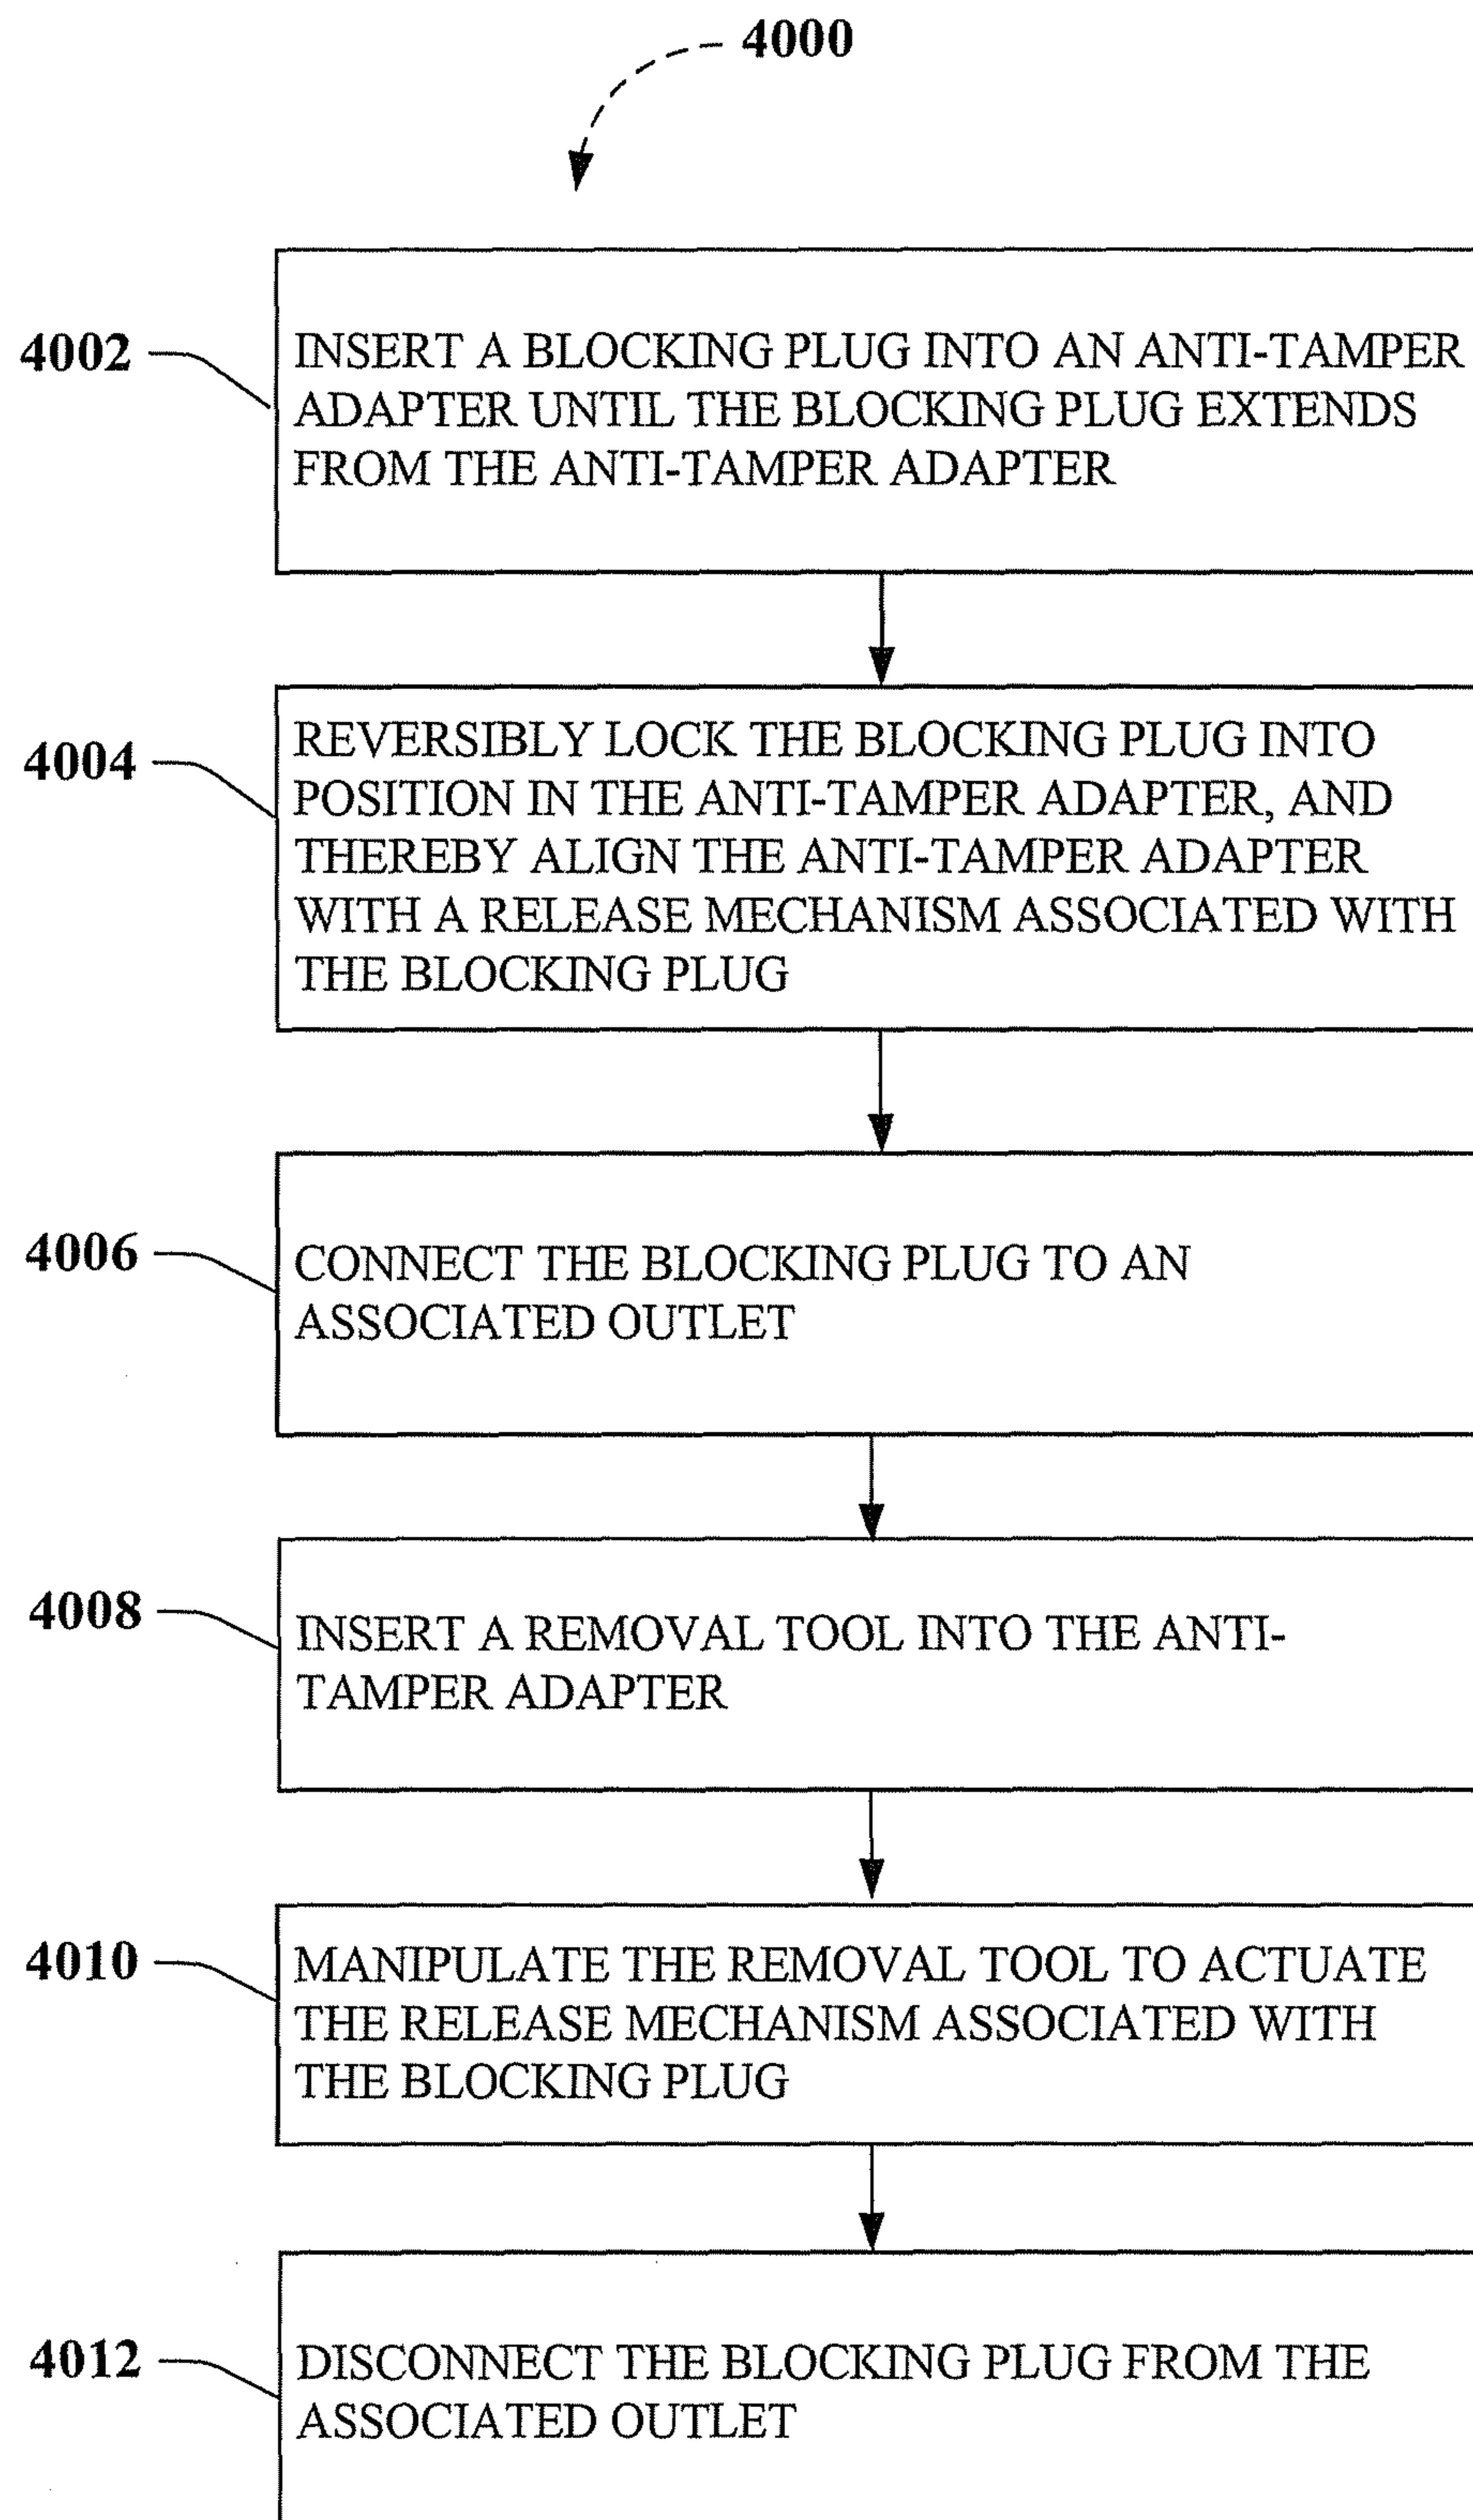 4000
4002
INSERT A BLOCKING PLUG INTO AN ANTI-TAMPER
ADAPTER UNTIL THE BLOCKING PLUG EXTENDS
FROM THE ANTI-TAMPER ADAPTER
4004
REVERSIBLY LOCK THE BLOCKING PLUG INTO
POSITION IN THE ANTI-TAMPER ADAPTER, AND
THEREBY ALIGN THE ANTI-TAMPER ADAPTER
WITH A RELEASE MECHANISM ASSOCIATED WITH
THE BLOCKING PLUG
4006
CONNECT THE BLOCKING PLUG TO AN
ASSOCIATED OUTLET
4008
INSERT A REMOVAL TOOL INTO THE ANTI-
TAMPER ADAPTER
4010
MANIPULATE THE REMOVAL TOOL TO ACTUATE
THE RELEASE MECHANISM ASSOCIATED WITH
THE BLOCKING PLUG
4012
DISCONNECT THE BLOCKING PLUG FROM THE
ASSOCIATED OUTLET